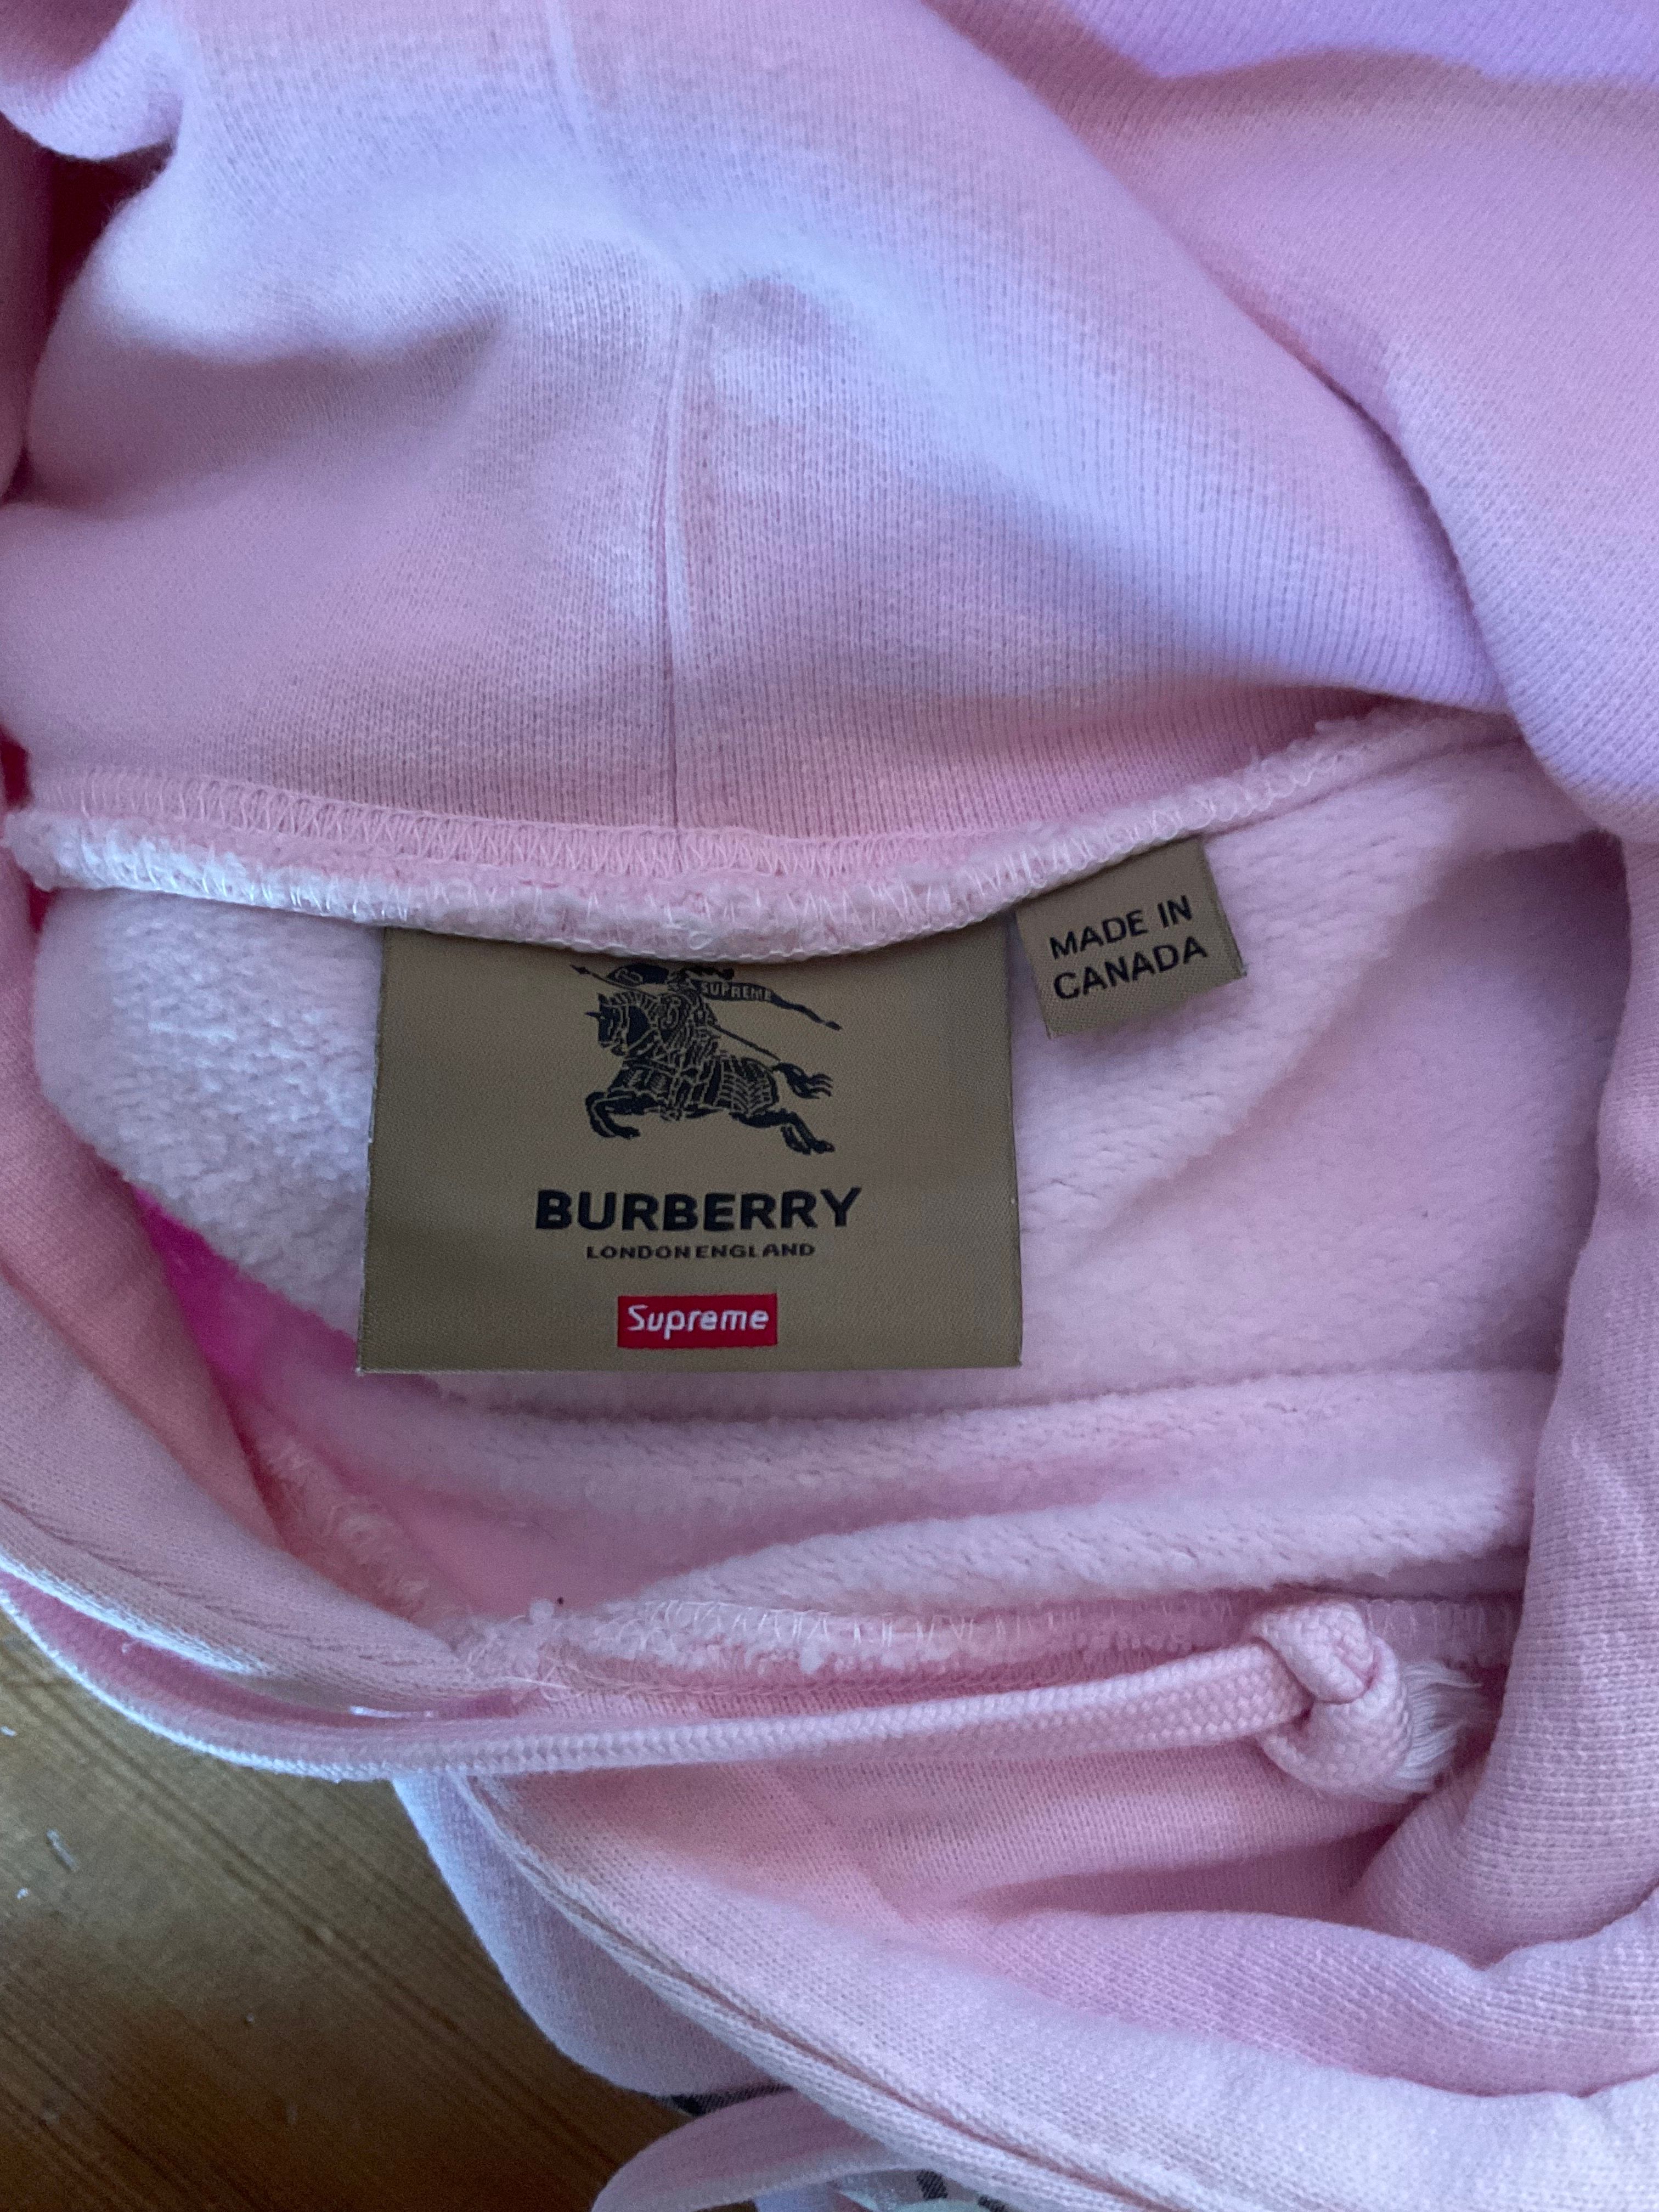 SUPREME
BURBERRY
LONDON ENGLAND
Supreme
MADE IN
CANADA